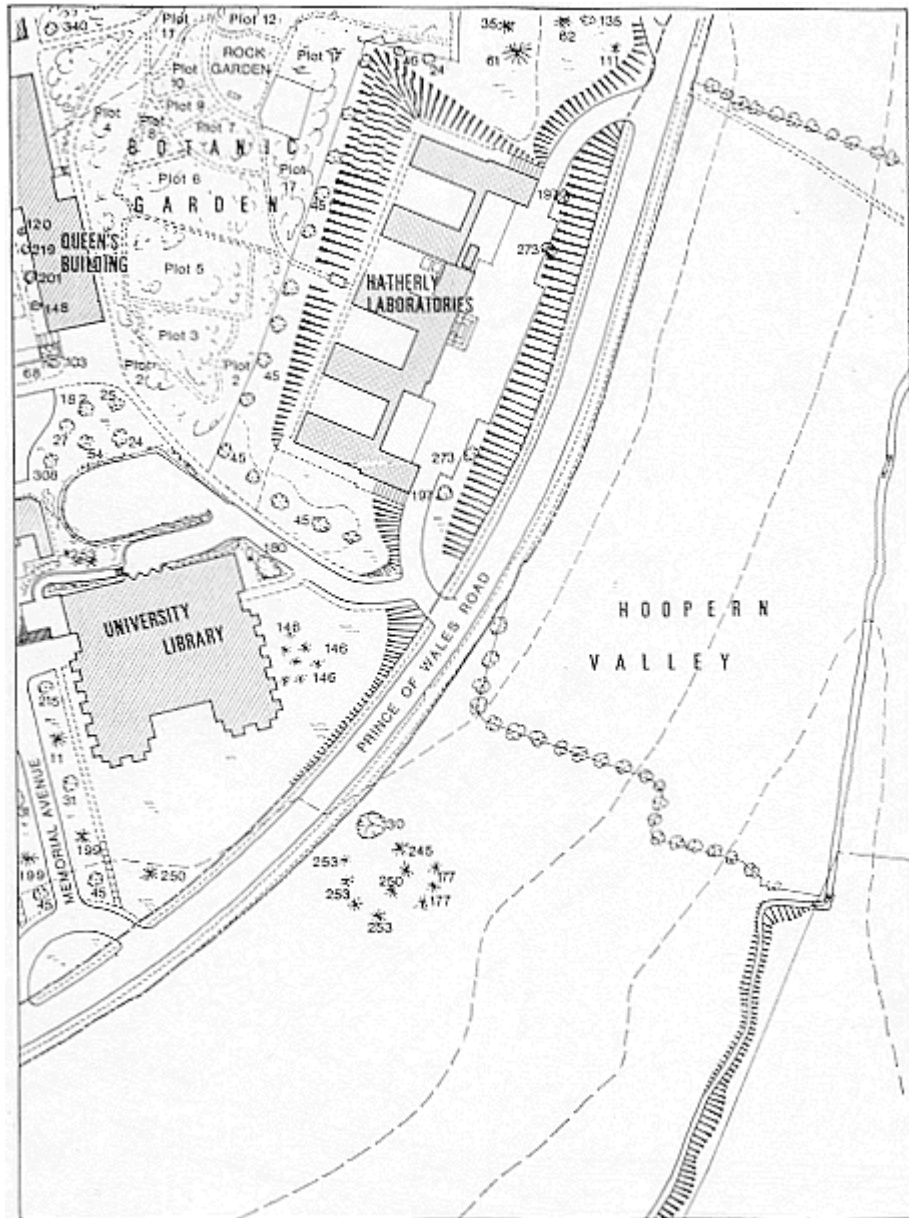 340
Plot 11
Plot 12
ROCK GARDEN
Plot 17
46
24
35
61
62
135
111
Plot 4
Plot 10
Plot 9
Plot 8
Plot 7
BOTANIC
GARDEN
Plot 6
Plot 17
45
197
273
120
219
201
148
QUEEN'S BUILDING
Plot 5
HATHERLY LABORATORIES
Plot 3
Plot 2
Plot 2
45
103
68
182
25
27
54
24
308
45
273
197
45
253
180
UNIVERSITY LIBRARY
148
146
146
PRINCE OF WALES ROAD
HOOPERN
VALLEY
MEMORIAL AVENUE
199
199
45
45
250
30
245
253
250
177
253
177
253